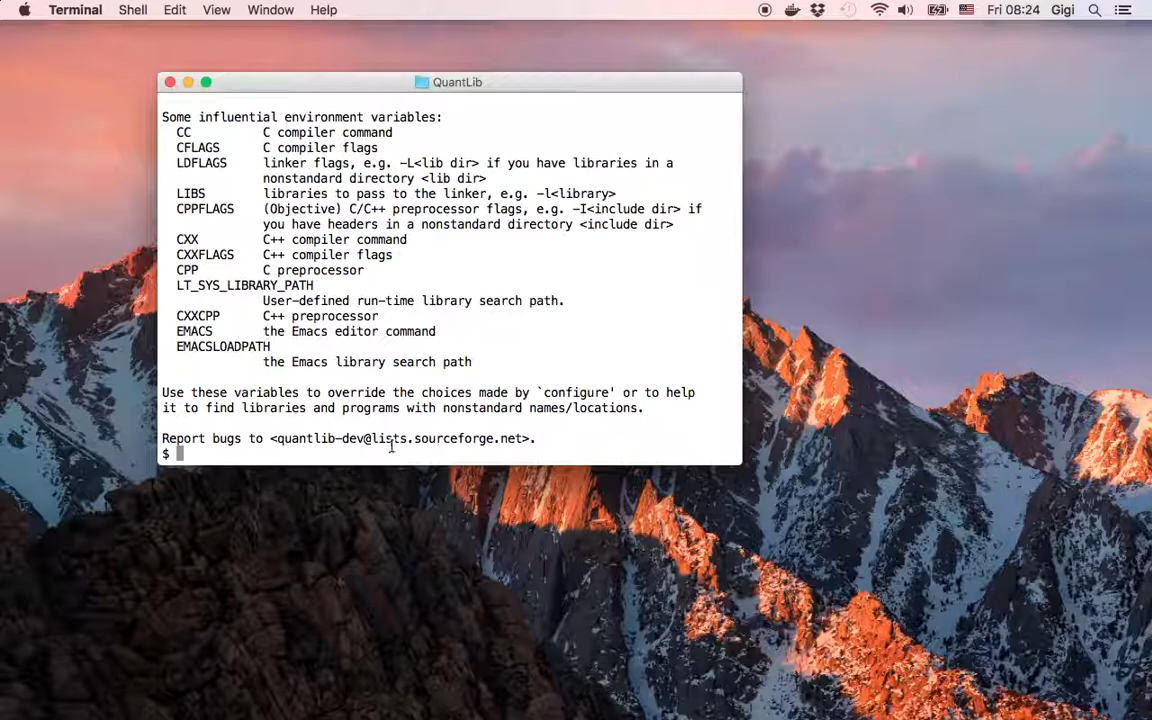 Terminal Shell Edit View Window Help Fri 08:24 Gigi
QuantLib
Some influential environment variables:
CC C compiler command
CFLAGS C compiler flags
LDFLAGS linker flags, e.g. -L<lib dir> if you have libraries in a
nonstandard directory <lib dir>
LIBS libraries to pass to the linker, e.g. -l<library>
CPPFLAGS (Objective) C/C++ preprocessor flags, e.g. -I<include dir> if
you have headers in a nonstandard directory <include dir>
CXX C++ compiler command
CXXFLAGS C++ compiler flags
CPP C preprocessor
LT_SYS_LIBRARY_PATH
User-defined run-time library search path.
CXXCPP C++ preprocessor
EMACS the Emacs editor command
EMACSLOADPATH
the Emacs library search path
Use these variables to override the choices made by `configure' or to help
it to find libraries and programs with nonstandard names/locations.
Report bugs to <quantlib-dev@lists.sourceforge.net>.
$